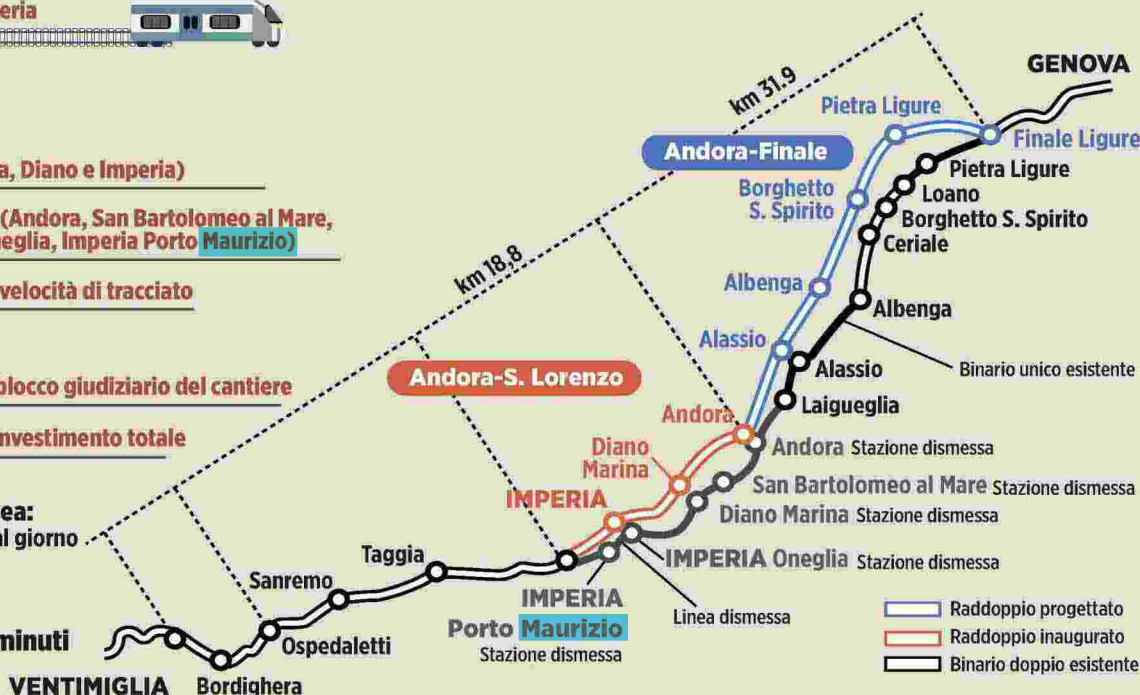 eria
a, Diano e Imperia)
(Andora, San Bartolomeo al Mare,
eglia, Imperia Porto Maurizio)
velocità di tracciato
blocco giudiziario del cantiere
nvestimento totale
ea:
al giorno
minuti
km 31.9
km 18,8
GENOVA
Andora-Finale
Andora-S. Lorenzo
Pietra Ligure
Finale Ligure
Borghetto
S. Spirito
Albenga
Alassio
Andora
Diano
Marina
IMPERIA
Pietra Ligure
Loano
Borghetto S. Spirito
Ceriale
Albenga
Binario unico esistente
Alassio
Laigueglia
Andora Stazione dismessa
San Bartolomeo al Mare Stazione dismessa
Diano Marina Stazione dismessa
IMPERIA Oneglia Stazione dismessa
Linea dismessa
IMPERIA
Porto Maurizio
Stazione dismessa
Taggia
Sanremo
Ospedaletti
Bordighera
VENTIMIGLIA
Raddoppio progettato
Raddoppio inaugurato
Binario doppio esistente